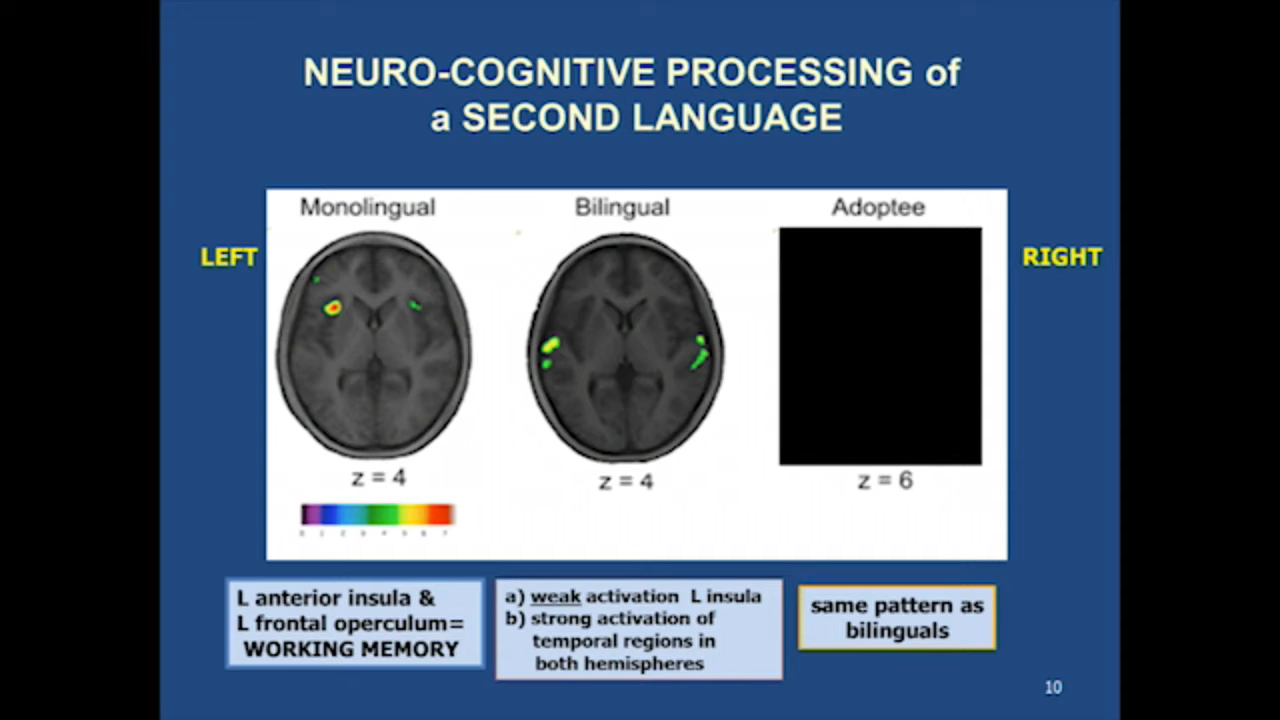 NEURO-COGNITIVE PROCESSING of
a SECOND LANGUAGE
Monolingual
Bilingual
Adoptee
LEFT
RIGHT
z = 4
z = 4
z = 6
L anterior insula &
L frontal operculum=
WORKING MEMORY
a) weak activation L insula
b) strong activation of
temporal regions in
both hemispheres
same pattern as
bilinguals
10